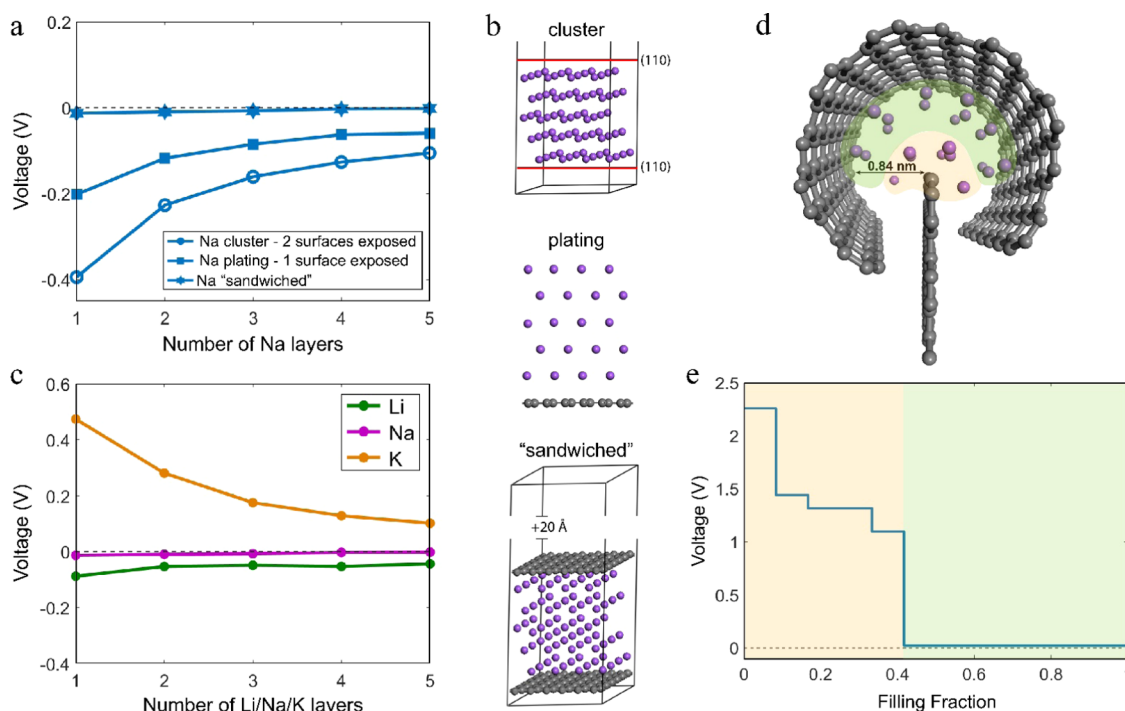 a
0.2
0
-0.2
-0.4
Voltage (V)
Na cluster - 2 surfaces exposed
Na plating - 1 surface exposed
Na “sandwiched”
1 2 3 4 5
Number of Na layers
b
cluster
(110)
(110)
plating
“sandwiched”
+20 Å
c
0.6
0.4
0.2
0
-0.2
-0.4
Voltage (V)
Li
Na
K
1 2 3 4 5
Number of Li/Na/K layers
d
0.84 nm
e
2.5
2
1.5
1
0.5
0
Voltage (V)
0 0.2 0.4 0.6 0.8 1
Filling Fraction